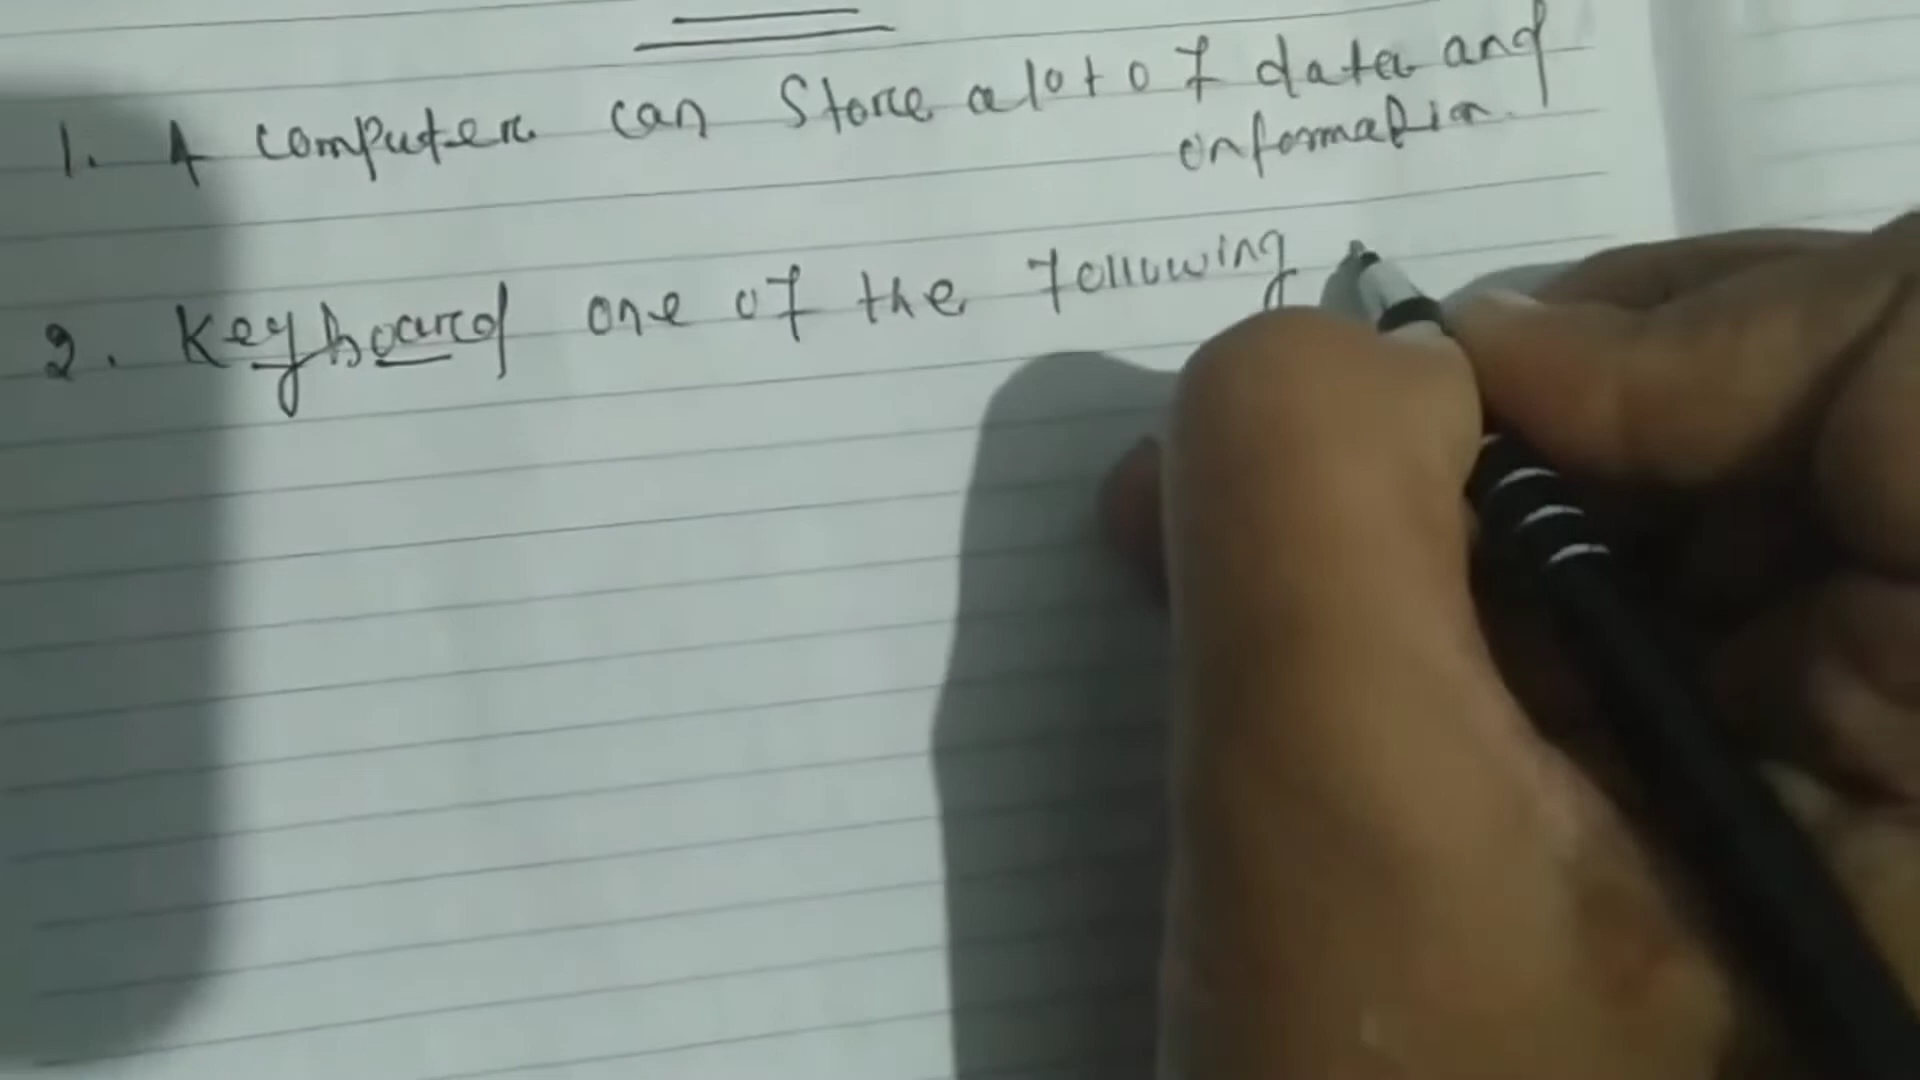 1. A computer can Store a lot of data and
information.
2. Keyboard one of the following